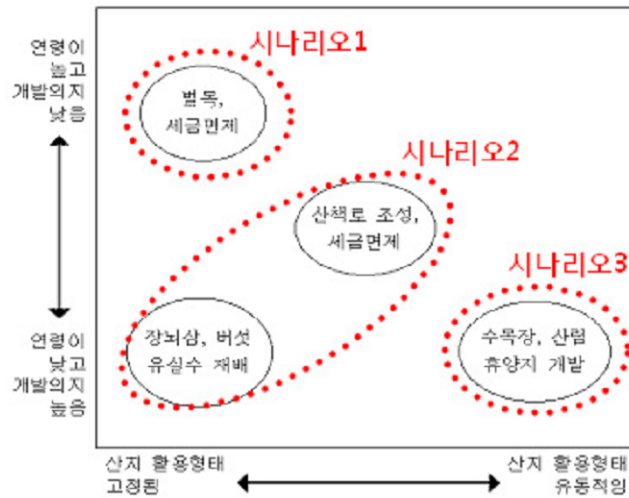 시나리오1
연령이
높고
개발의지
낮음
벌목,
세금면제
시나리오2
산책로 조성,
세금면제
시나리오3
연령이
낮고
개발의지
높음
장뇌삼, 버섯
유실수 재배
수목장, 산림
휴양지 개발
산지 활용형태
고정됨
산지 활용형태
유동적임